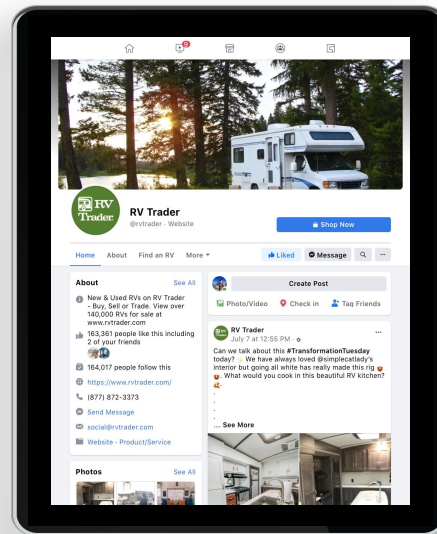 9
RV
Trader
RV Trader
@rvtrader · Website
Shop Now
Home
About
Find an RV
More
Liked
Message
About
See All
New & Used RVs on RV Trader
- Buy, Sell or Trade. View over
140,000 RVs for sale at
www.rvtrader.com
163,361 people like this including
2 of your friends
164,017 people follow this
https://www.rvtrader.com/
(877) 872-3373
Send Message
social@rvtrader.com
Website - Product/Service
Photos
See All
Create Post
Photo/Video
Check in
Tag Friends
RV Trader
July 7 at 12:55 PM ·
Can we talk about this #TransformationTuesday
today? We have always loved @simplecatlady's
interior but going all white has really made this rig
. What would you cook in this beautiful RV kitchen?
.
.
.
... See More